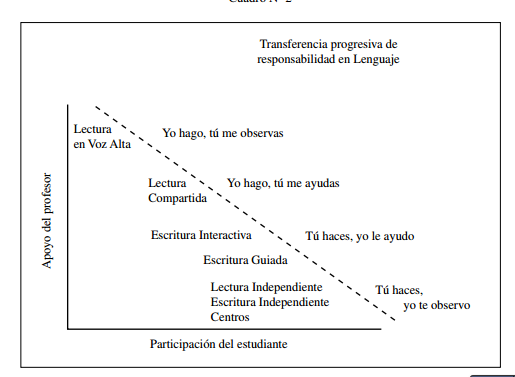 Transferencia progresiva de
responsabilidad en Lenguaje
Lectura
en Voz Alta
Yo hago, tú me observas
Lectura
Compartida
Yo hago, tú me ayudas
Escritura Interactiva
Tú haces, yo le ayudo
Escritura Guiada
Lectura Independiente
Escritura Independiente
Centros
Tú haces,
yo te observo
Apoyo del profesor
Participación del estudiante